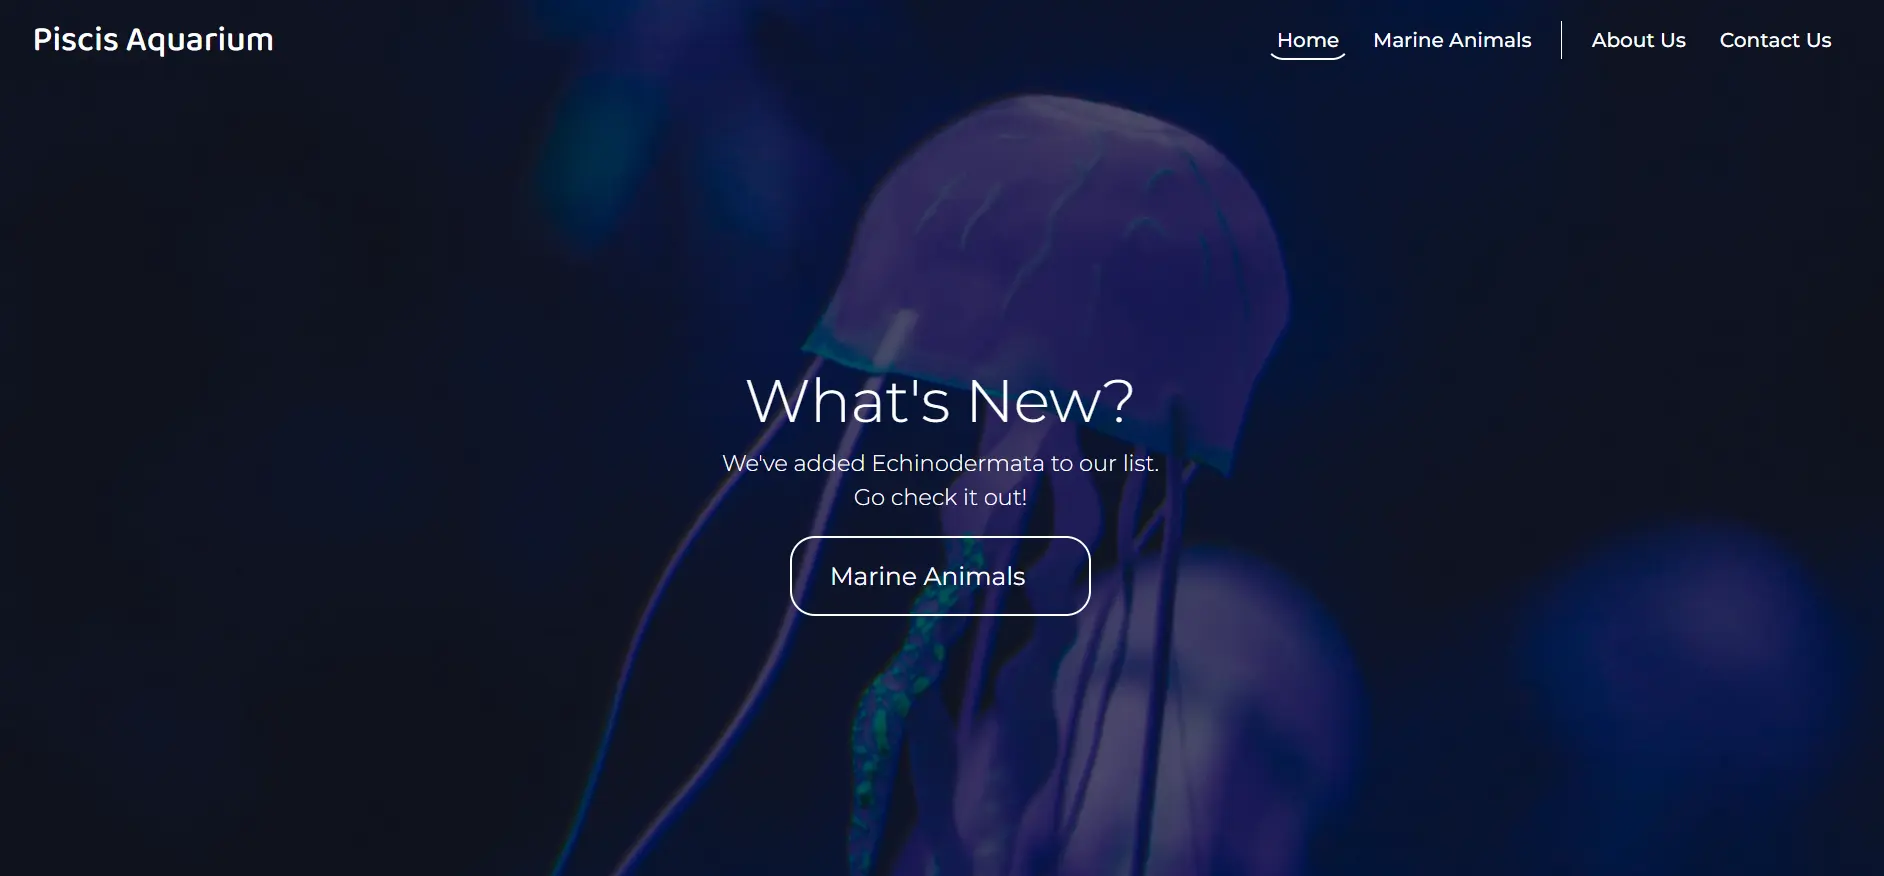 Piscis Aquarium
Home
Marine Animals
About Us
Contact Us
What's New?
We've added Echinodermata to our list.
Go check it out!
Marine Animals